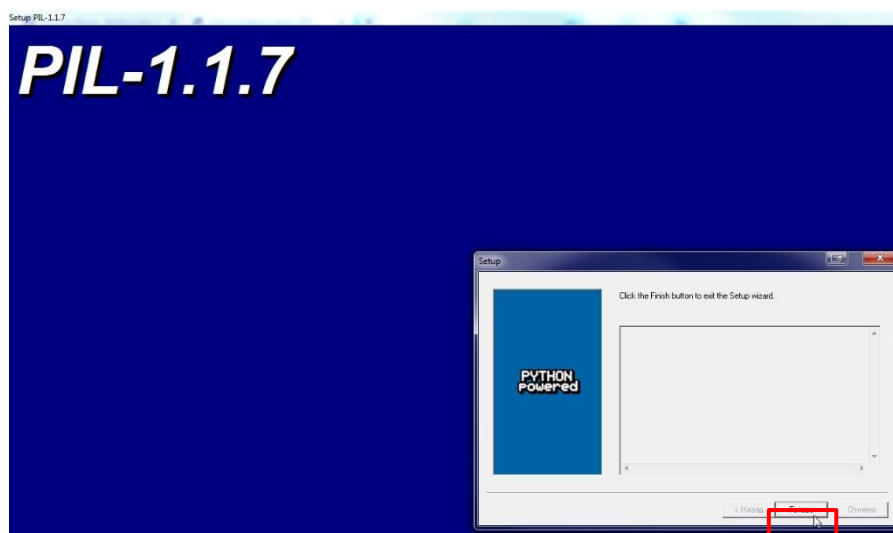 Setup PIL-1.1.7
PIL-1.1.7
Setup
Click the Finish button to exit the Setup wizard.
PYTHON
powered
< Назад
Готово
Отмена